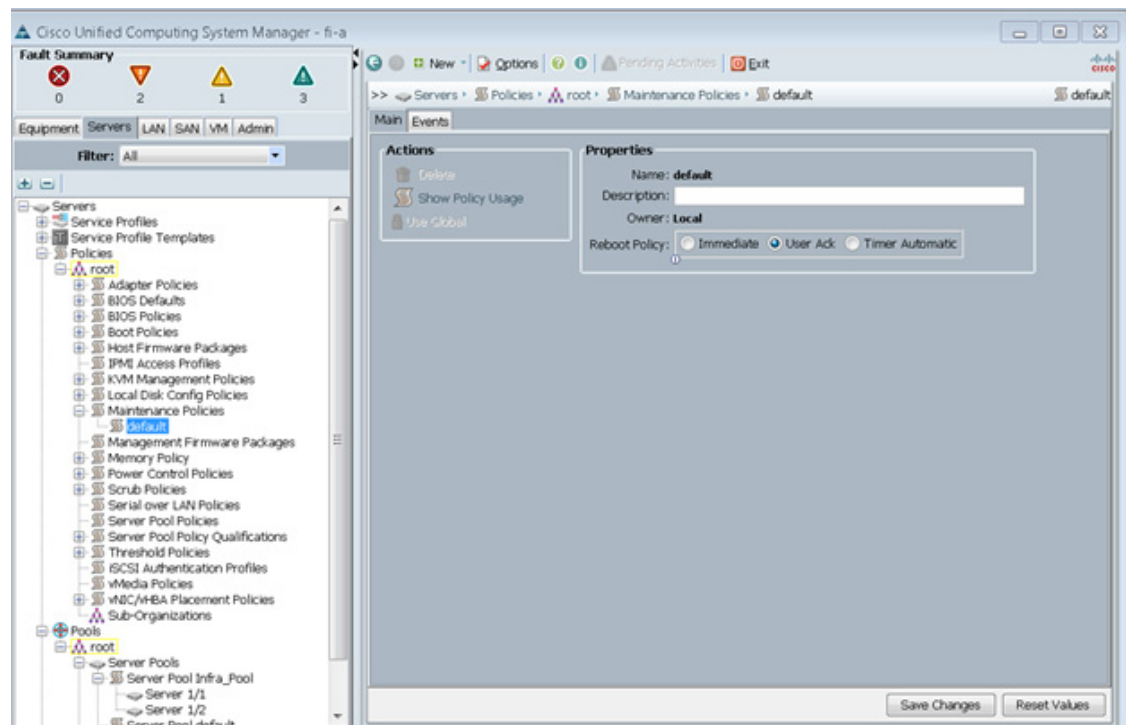 Cisco Unified Computing System Manager - fi-a
Fault Summary
0 2 1 3
Equipment Servers LAN SAN VM Admin
Filter: All
Servers
Service Profiles
Service Profile Templates
Policies
root
Adapter Policies
BIOS Defaults
BIOS Policies
Boot Policies
Host Firmware Packages
IPMI Access Profiles
KVM Management Policies
Local Disk Config Policies
Maintenance Policies
default
Management Firmware Packages
Memory Policy
Power Control Policies
Scrub Policies
Serial over LAN Policies
Server Pool Policies
Server Pool Policy Qualifications
Threshold Policies
iSCSI Authentication Profiles
vMedia Policies
vNIC/vHBA Placement Policies
Sub-Organizations
Pools
root
Server Pools
Server Pool Infra_Pool
Server 1/1
Server 1/2
Server Pool default
New Options Pending Activities Exit
cisco
>> Servers Policies root Maintenance Policies default default
Main Events
Actions
Delete
Show Policy Usage
Use Global
Properties
Name: default
Description:
Owner: Local
Reboot Policy: Immediate User Ack Timer Automatic
Save Changes Reset Values